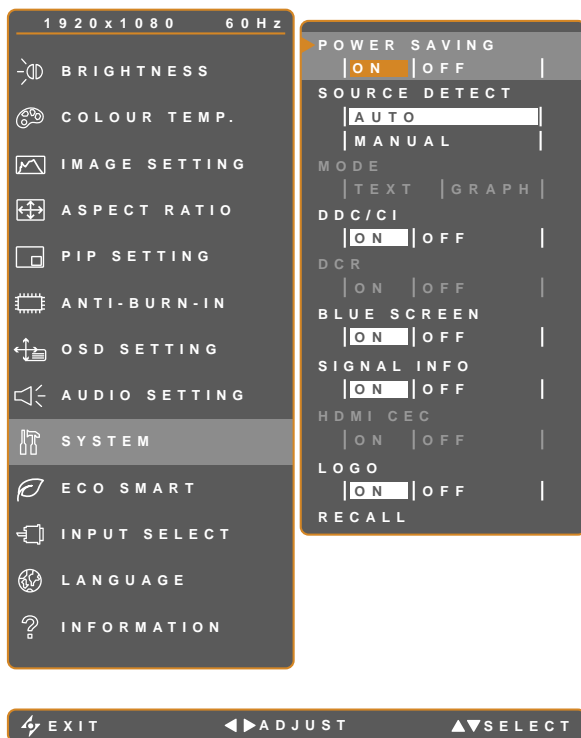 1920x1080 60Hz
BRIGHTNESS
COLOUR TEMP.
IMAGE SETTING
ASPECT RATIO
PIP SETTING
ANTI-BURN-IN
OSD SETTING
AUDIO SETTING
SYSTEM
ECO SMART
INPUT SELECT
LANGUAGE
INFORMATION
POWER SAVING
ON OFF
SOURCE DETECT
AUTO
MANUAL
MODE
TEXT GRAPH
DDC/CI
ON OFF
DCR
ON OFF
BLUE SCREEN
ON OFF
SIGNAL INFO
ON OFF
HDMI CEC
ON OFF
LOGO
ON OFF
RECALL
EXIT ADJUST SELECT